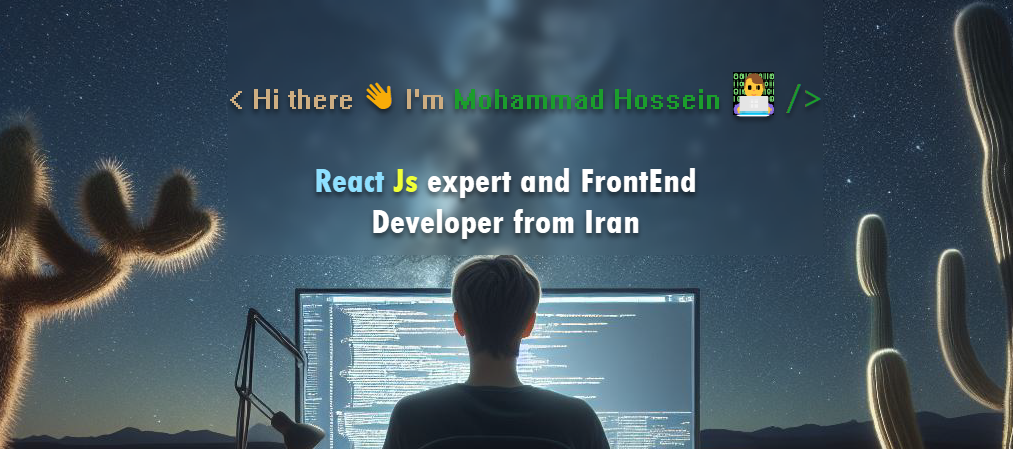 < Hi there 👋 I'm Mohammad Hossein 👨‍💻 />
React Js expert and FrontEnd
Developer from Iran